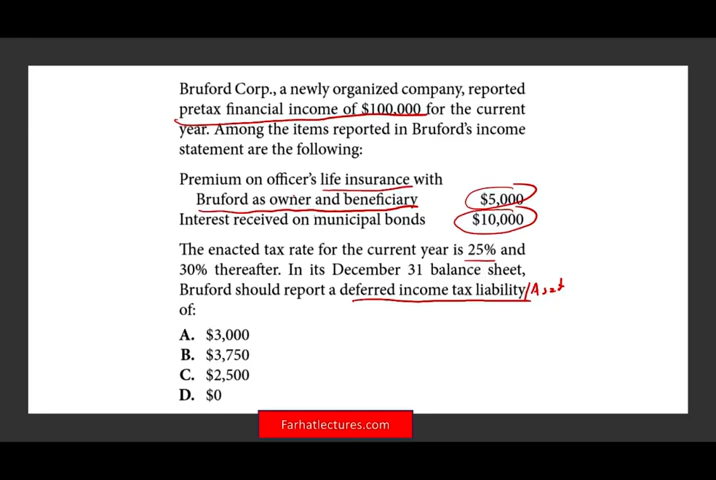 Bruford Corp., a newly organized company, reported
pretax financial income of $100,000 for the current
year. Among the items reported in Bruford's income
statement are the following:
Premium on officer's life insurance with
Bruford as owner and beneficiary $5,000
Interest received on municipal bonds $10,000
The enacted tax rate for the current year is 25% and
30% thereafter. In its December 31 balance sheet,
Bruford should report a deferred income tax liability/Asset
of:
A. $3,000
B. $3,750
C. $2,500
D. $0
Farhatlectures.com